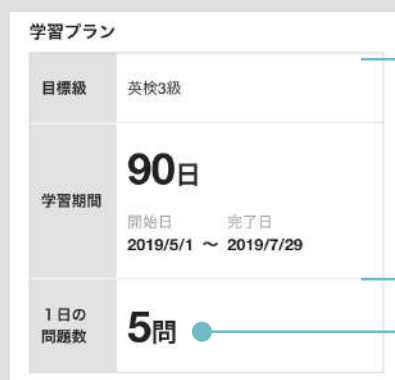 学習プラン
目標級
英検3級
学習期間
90日
開始日 完了日
2019/5/1 〜 2019/7/29
1日の
問題数
5問